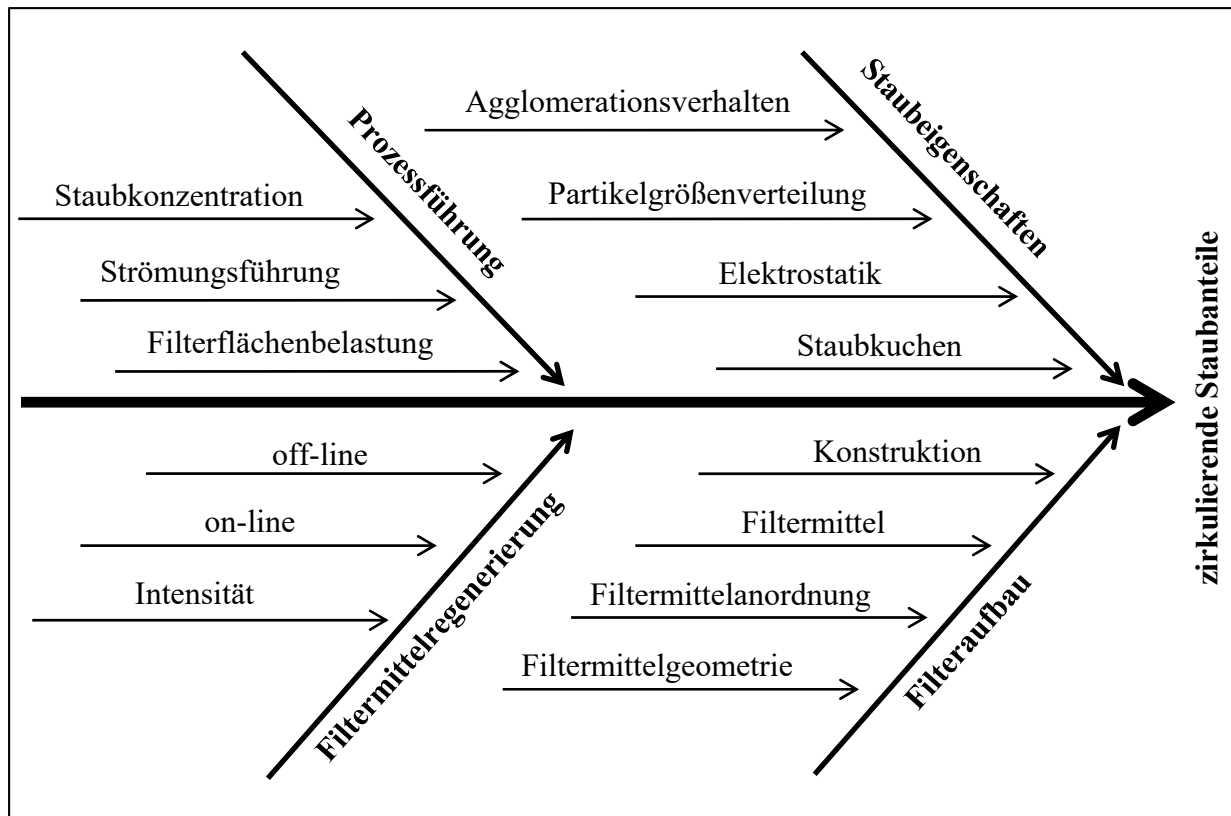 Prozessführung
Staubkonzentration
Strömungsführung
Filterflächenbelastung
Staubeigenschaften
Agglomerationsverhalten
Partikelgrößenverteilung
Elektrostatik
Staubkuchen
off-line
on-line
Intensität
Filtermittelregenerierung
Konstruktion
Filtermittel
Filtermittelanordnung
Filtermittelgeometrie
Filteraufbau
zirkulierende Staubanteile